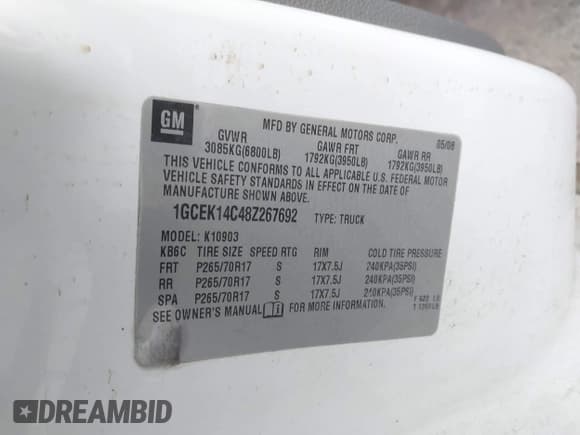 GM ®
MFD BY GENERAL MOTORS CORP. 05/08
GVWR GAWR FRT GAWR RR
3085KG(6800LB) 1792KG(3950LB) 1792KG(3950LB)
THIS VEHICLE CONFORMS TO ALL APPLICABLE U.S. FEDERAL MOTOR
VEHICLE SAFETY STANDARDS IN EFFECT ON THE DATE OF
MANUFACTURE SHOWN ABOVE.
1GCEK14C48Z267692 TYPE: TRUCK
MODEL: K10903
KB6C TIRE SIZE SPEED RTG RIM COLD TIRE PRESSURE
FRT P265/70R17 S 17X7.5J 240KPA(35PSI)
RR P265/70R17 S 17X7.5J 240KPA(35PSI)
SPA P265/70R17 S 17X7.5J 240KPA(35PSI)
SEE OWNER'S MANUAL FOR MORE INFORMATION.
DREAMBID